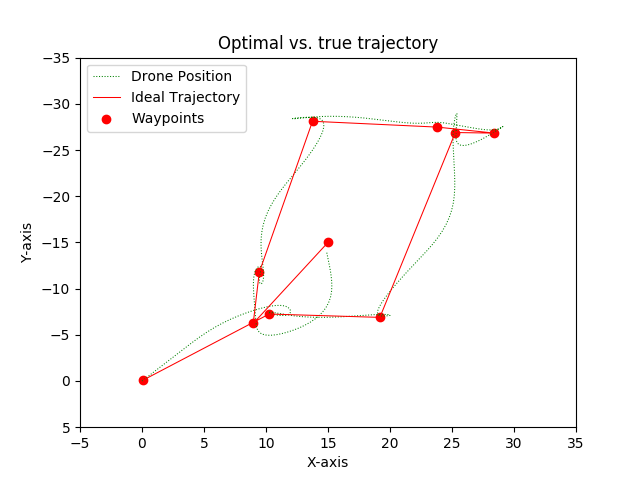 Optimal vs. true trajectory
Drone Position
Ideal Trajectory
Waypoints
Y-axis
−35
−30
−25
−20
−15
−10
−5
0
5
−5 0 5 10 15 20 25 30 35
X-axis